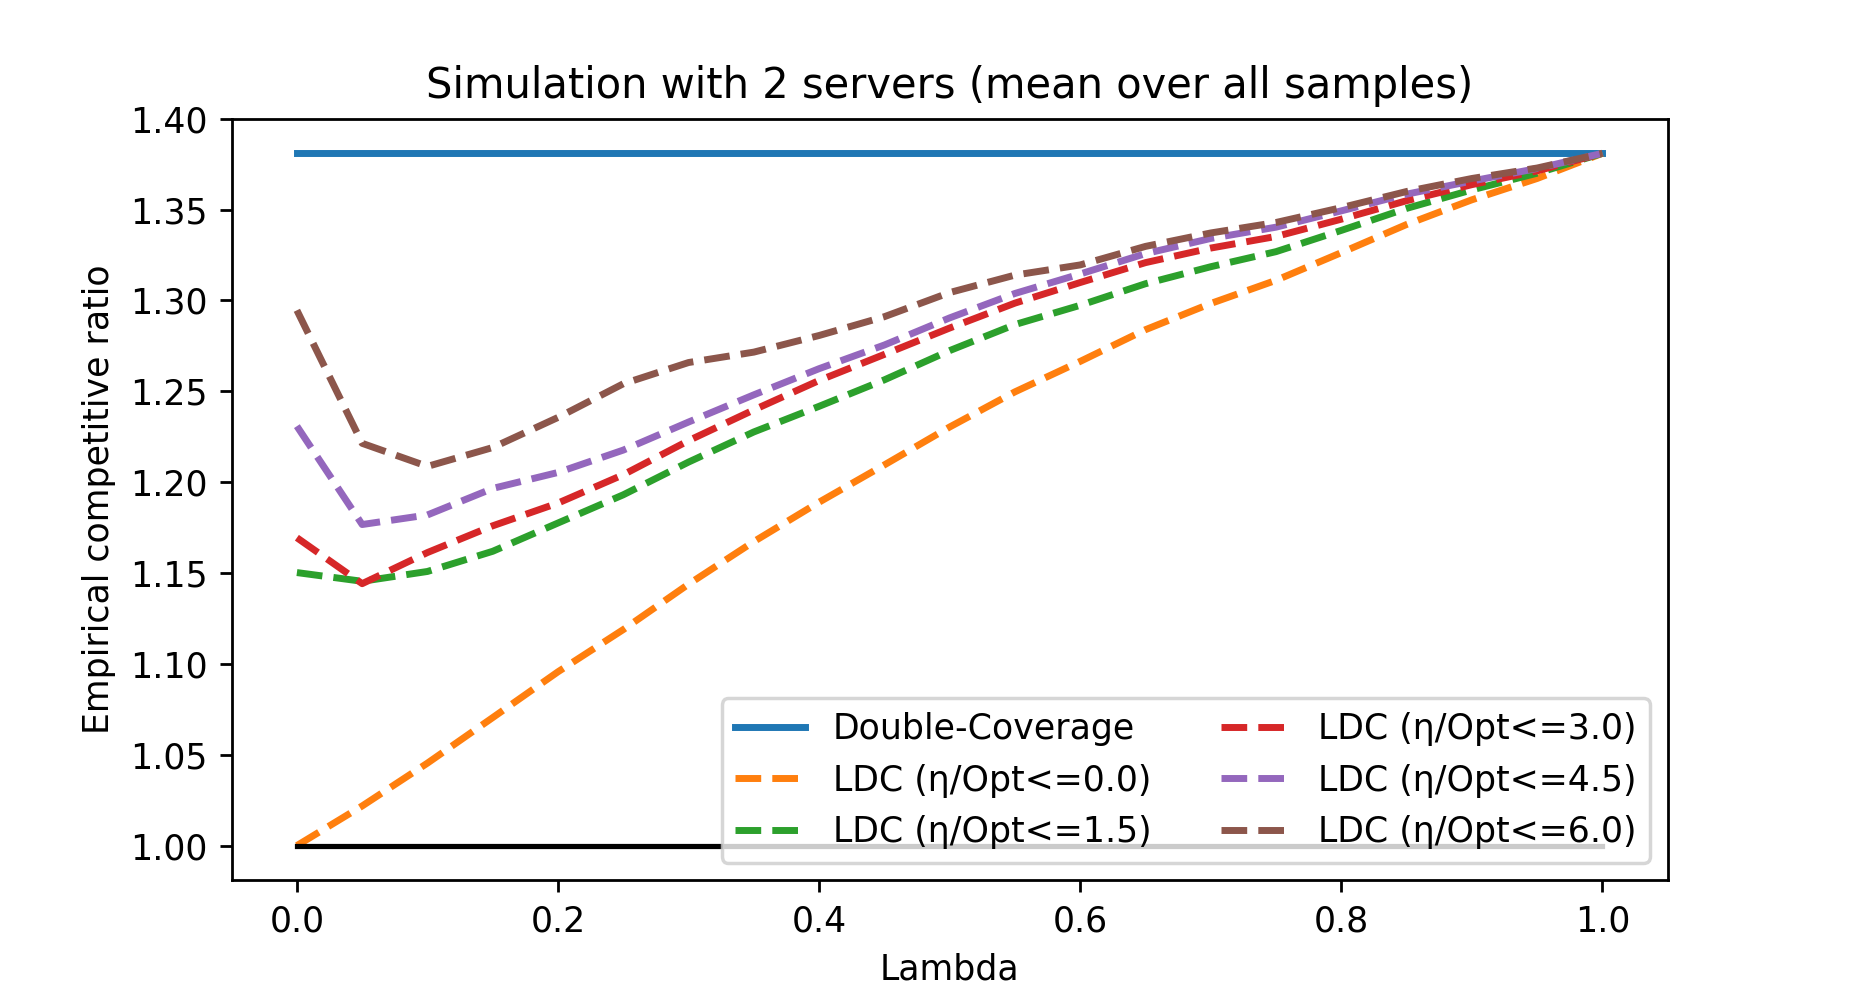 Simulation with 2 servers (mean over all samples)
Empirical competitive ratio
1.40
1.35
1.30
1.25
1.20
1.15
1.10
1.05
1.00
Double-Coverage
LDC (η/Opt<=0.0)
LDC (η/Opt<=1.5)
LDC (η/Opt<=3.0)
LDC (η/Opt<=4.5)
LDC (η/Opt<=6.0)
0.0 0.2 0.4 0.6 0.8 1.0
Lambda